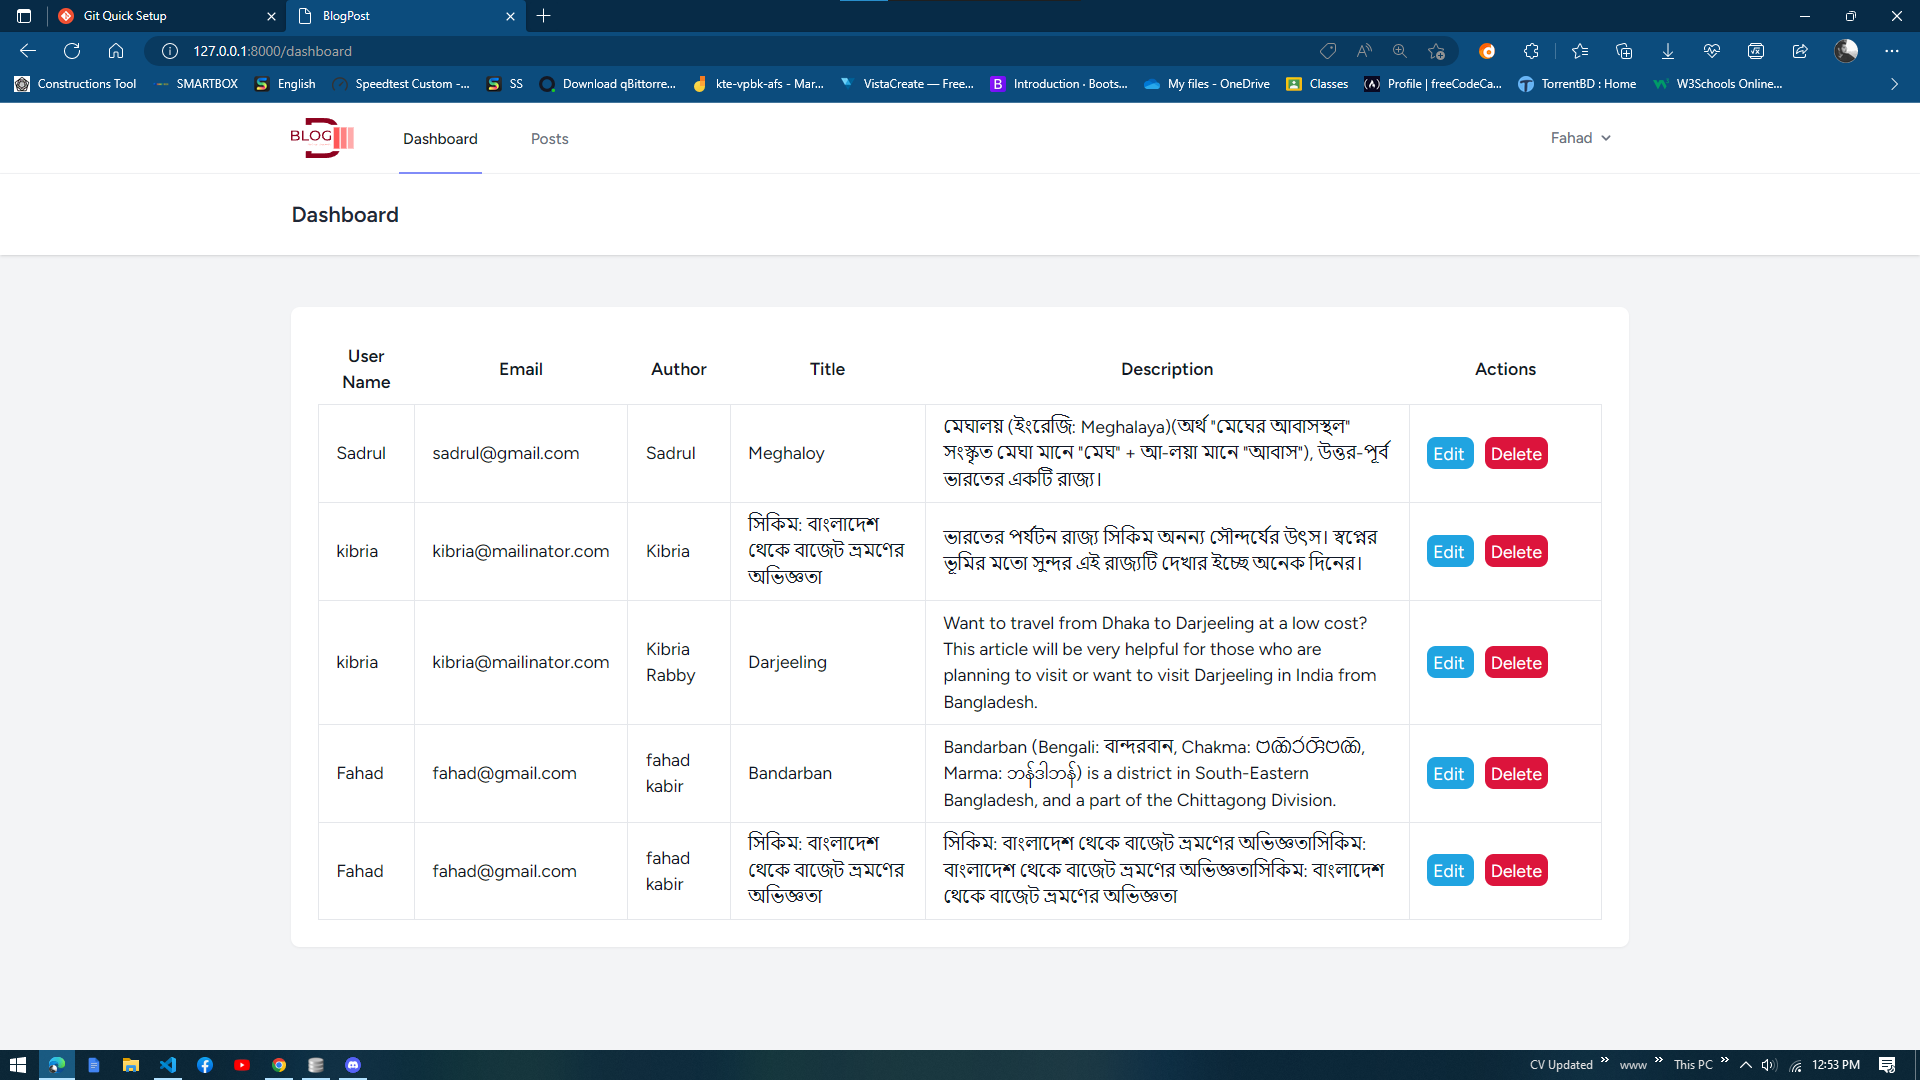 Git Quick Setup
BlogPost
127.0.0.1:8000/dashboard
Constructions Tool
SMARTBOX
English
Speedtest Custom -...
SS
Download qBittorre...
kte-vpbk-afs - Mar...
VistaCreate — Free...
Introduction · Boots...
My files - OneDrive
Classes
Profile | freeCodeCa...
TorrentBD : Home
W3Schools Online...
BLOG
Dashboard
Posts
Fahad
Dashboard
User
Name
Email
Author
Title
Description
Actions
Sadrul
sadrul@gmail.com
Sadrul
Meghaloy
মেঘালয় (ইংরেজি: Meghalaya)(অর্থ "মেঘের আবাসস্থল"
সংস্কৃত মেঘা মানে "মেঘ" + আ-লয়া মানে "আবাস"), উত্তর-পূর্ব
ভারতের একটি রাজ্য।
Edit
Delete
kibria
kibria@mailinator.com
Kibria
সিকিম: বাংলাদেশ
থেকে বাজেট ভ্রমণের
অভিজ্ঞতা
ভারতের পর্যটন রাজ্য সিকিম অনন্য সৌন্দর্যের উৎস। স্বপ্নের
ভূমির মতো সুন্দর এই রাজ্যটি দেখার ইচ্ছে অনেক দিনের।
Edit
Delete
kibria
kibria@mailinator.com
Kibria
Rabby
Darjeeling
Want to travel from Dhaka to Darjeeling at a low cost?
This article will be very helpful for those who are
planning to visit or want to visit Darjeeling in India from
Bangladesh.
Edit
Delete
Fahad
fahad@gmail.com
fahad
kabir
Bandarban
Bandarban (Bengali: বান্দরবান, Chakma:
Marma: ဘန်ဒါဘန်) is a district in South-Eastern
Bangladesh, and a part of the Chittagong Division.
Edit
Delete
Fahad
fahad@gmail.com
fahad
kabir
সিকিম: বাংলাদেশ
থেকে বাজেট ভ্রমণের
অভিজ্ঞতা
সিকিম: বাংলাদেশ থেকে বাজেট ভ্রমণের অভিজ্ঞতাসিকিম:
বাংলাদেশ থেকে বাজেট ভ্রমণের অভিজ্ঞতাসিকিম: বাংলাদেশ
থেকে বাজেট ভ্রমণের অভিজ্ঞতা
Edit
Delete
CV Updated
www
This PC
12:53 PM